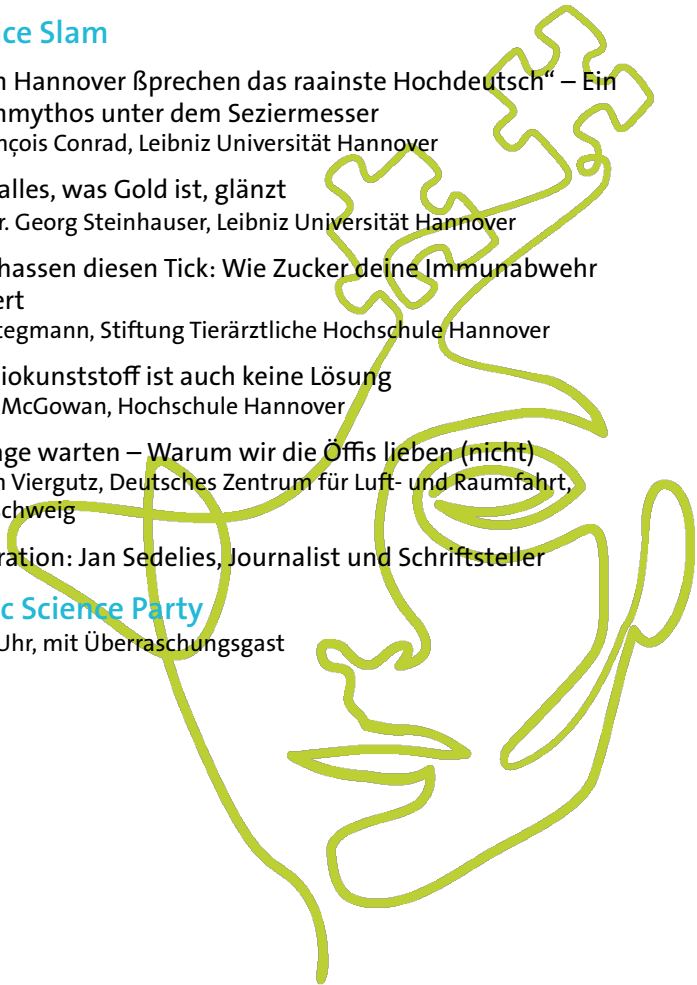 ce Slam
n Hannover ßprechen das raainste Hochdeutsch“ – Ein
nmythos unter dem Seziermesser
nçois Conrad, Leibniz Universität Hannover
alles, was Gold ist, glänzt
r. Georg Steinhauser, Leibniz Universität Hannover
hassen diesen Tick: Wie Zucker deine Immunabwehr
ert
tegmann, Stiftung Tierärztliche Hochschule Hannover
iokunststoff ist auch keine Lösung
McGowan, Hochschule Hannover
nge warten – Warum wir die Öffis lieben (nicht)
n Viergutz, Deutsches Zentrum für Luft- und Raumfahrt,
schweig
ration: Jan Sedelies, Journalist und Schriftsteller
c Science Party
Uhr, mit Überraschungsgast